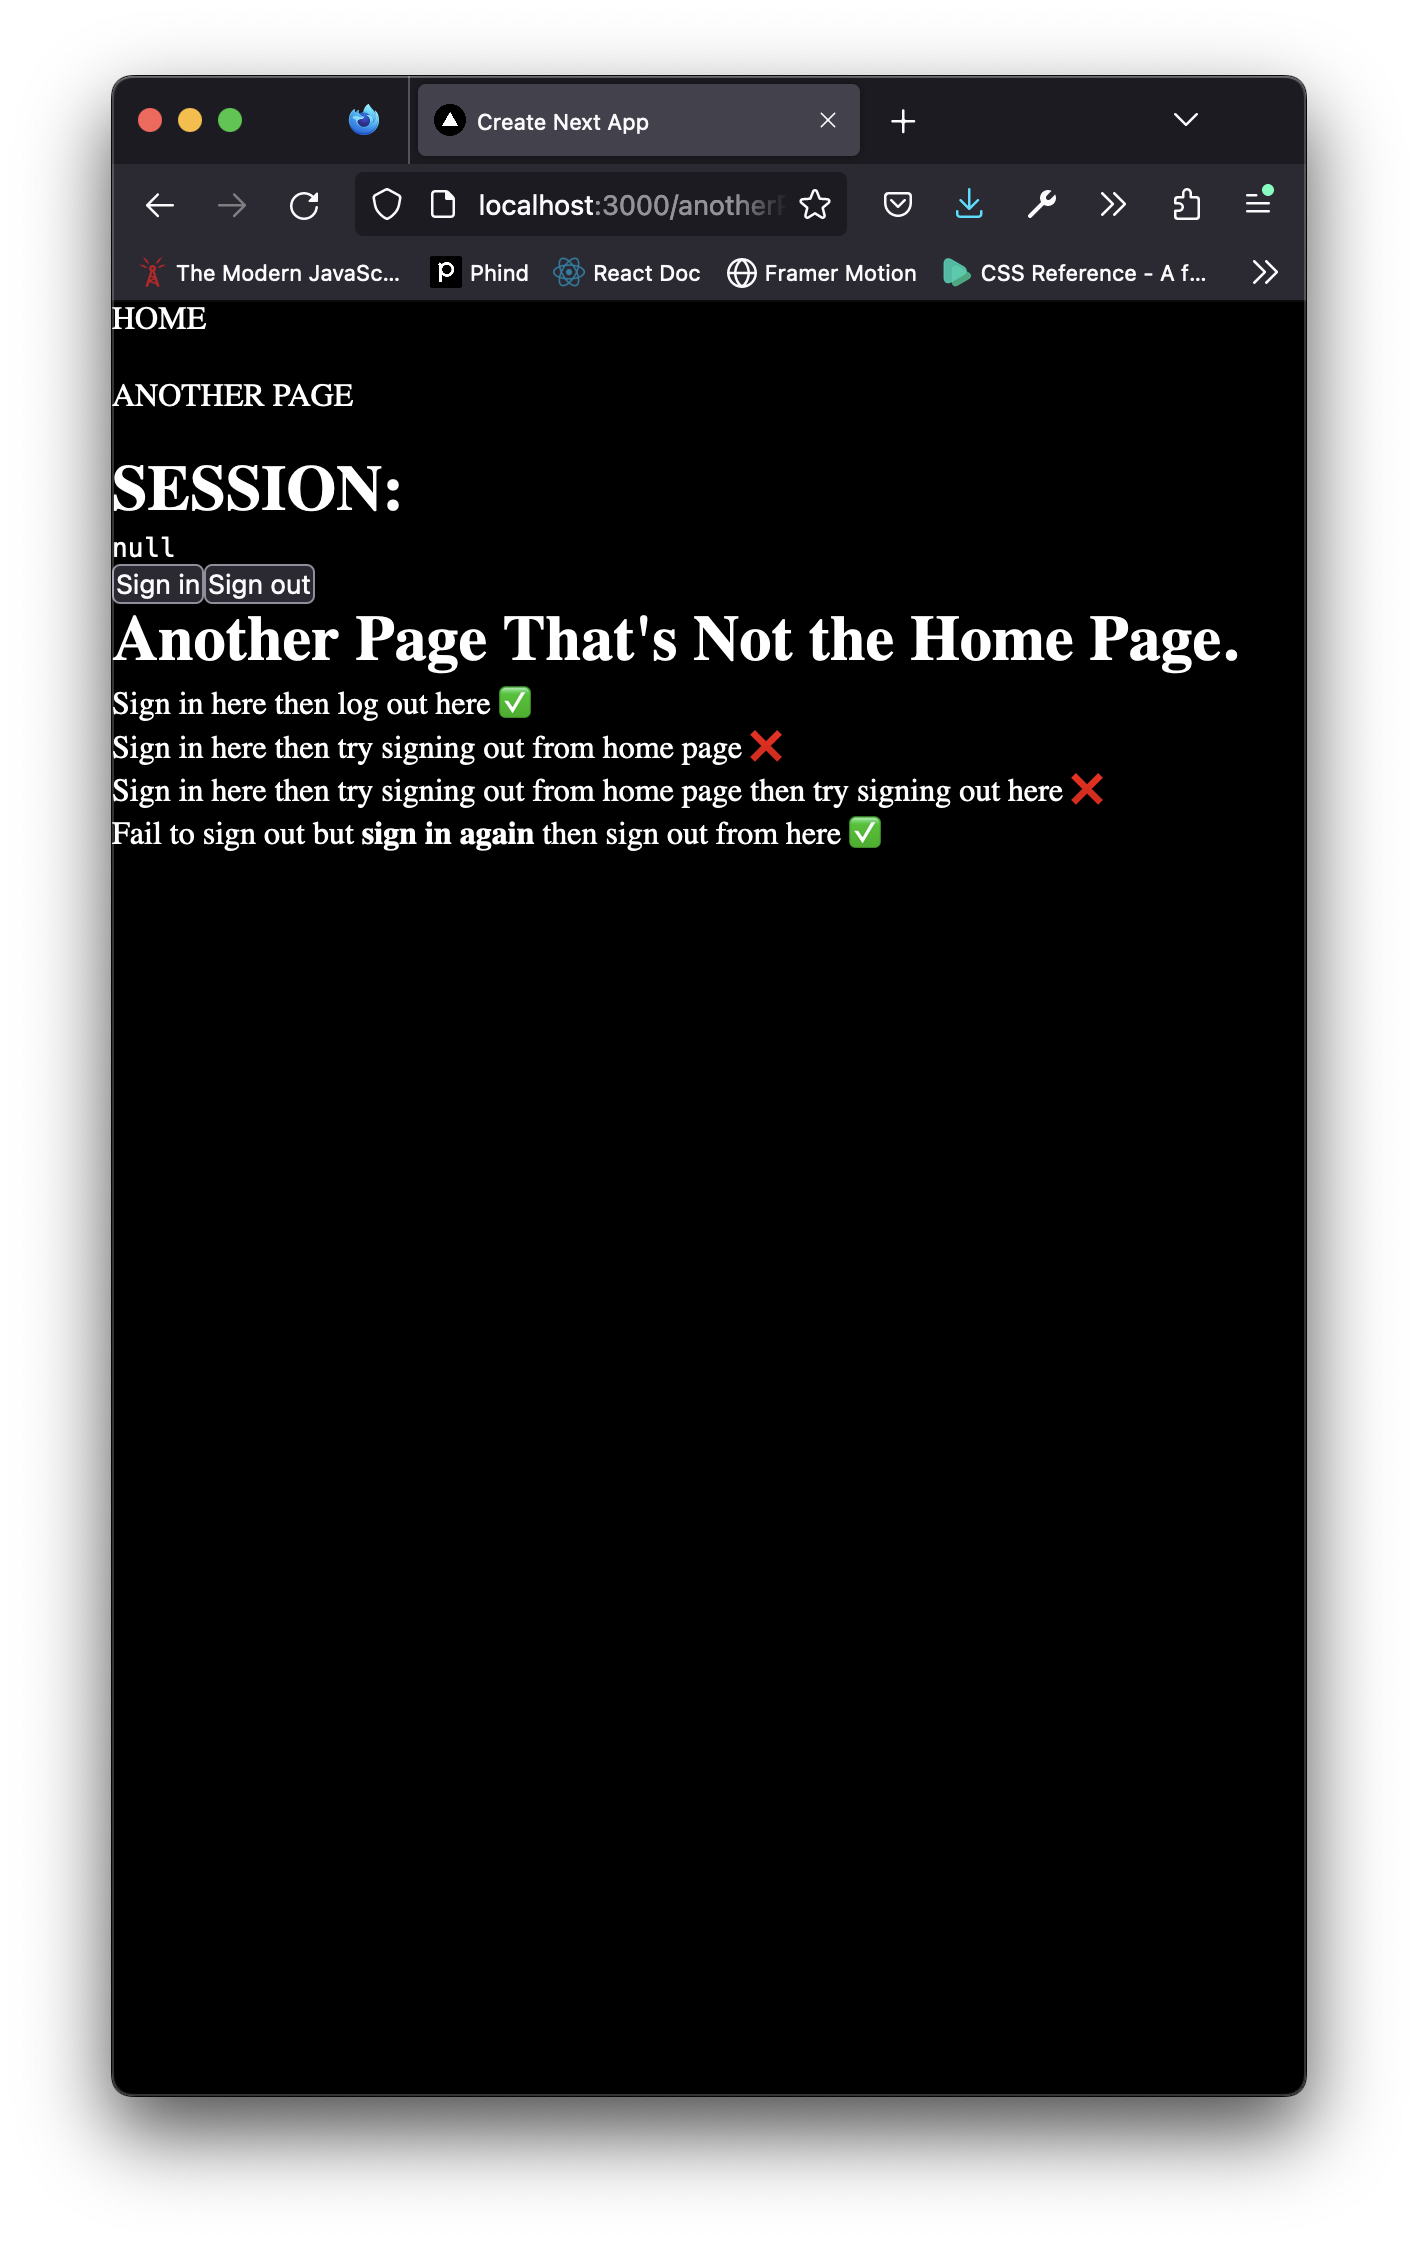 Create Next App
localhost:3000/another
The Modern JavaSc... Phind React Doc Framer Motion CSS Reference - A f...
HOME
ANOTHER PAGE
SESSION:
null
Sign in Sign out
Another Page That's Not the Home Page.
Sign in here then log out here ✅
Sign in here then try signing out from home page ❌
Sign in here then try signing out from home page then try signing out here ❌
Fail to sign out but sign in again then sign out from here ✅